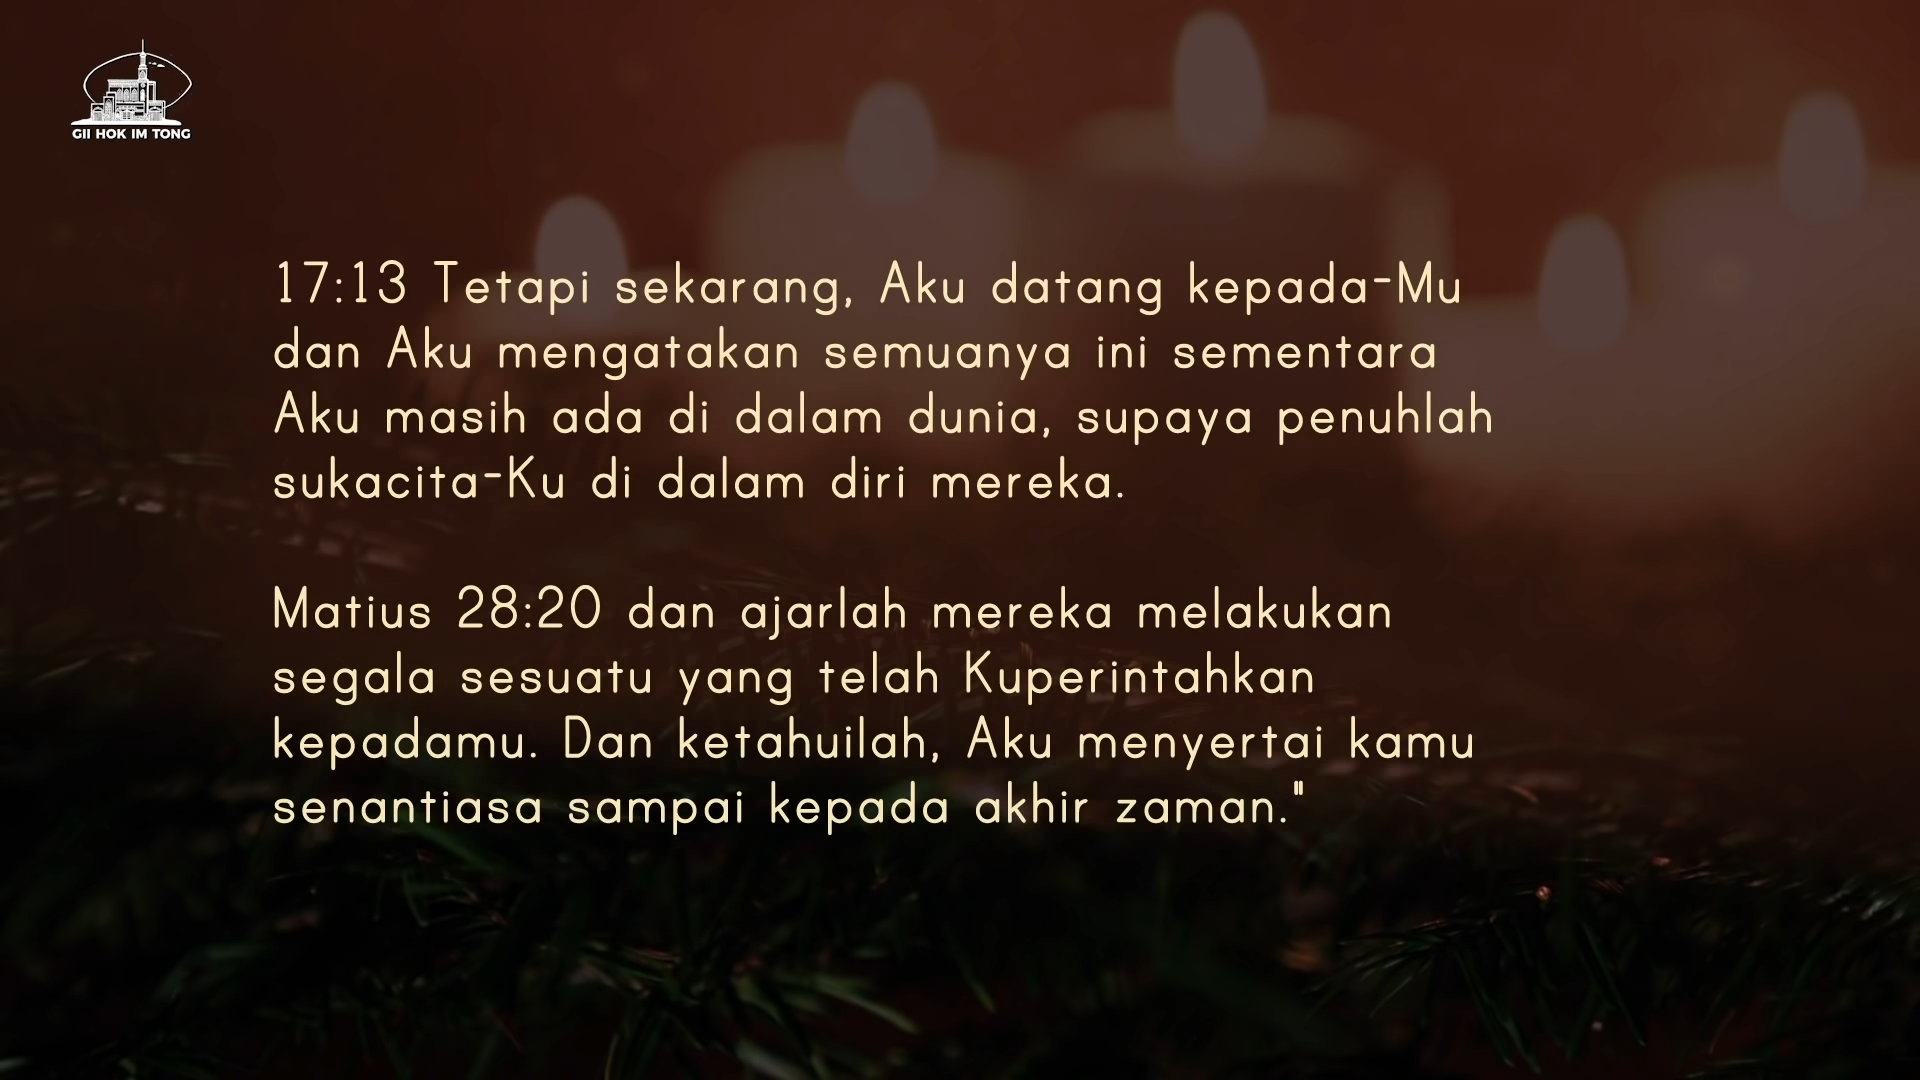 GII HOK IM TONG
17:13 Tetapi sekarang, Aku datang kepada-Mu
dan Aku mengatakan semuanya ini sementara
Aku masih ada di dalam dunia, supaya penuhlah
sukacita-Ku di dalam diri mereka.
Matius 28:20 dan ajarlah mereka melakukan
segala sesuatu yang telah Kuperintahkan
kepadamu. Dan ketahuilah, Aku menyertai kamu
senantiasa sampai kepada akhir zaman."